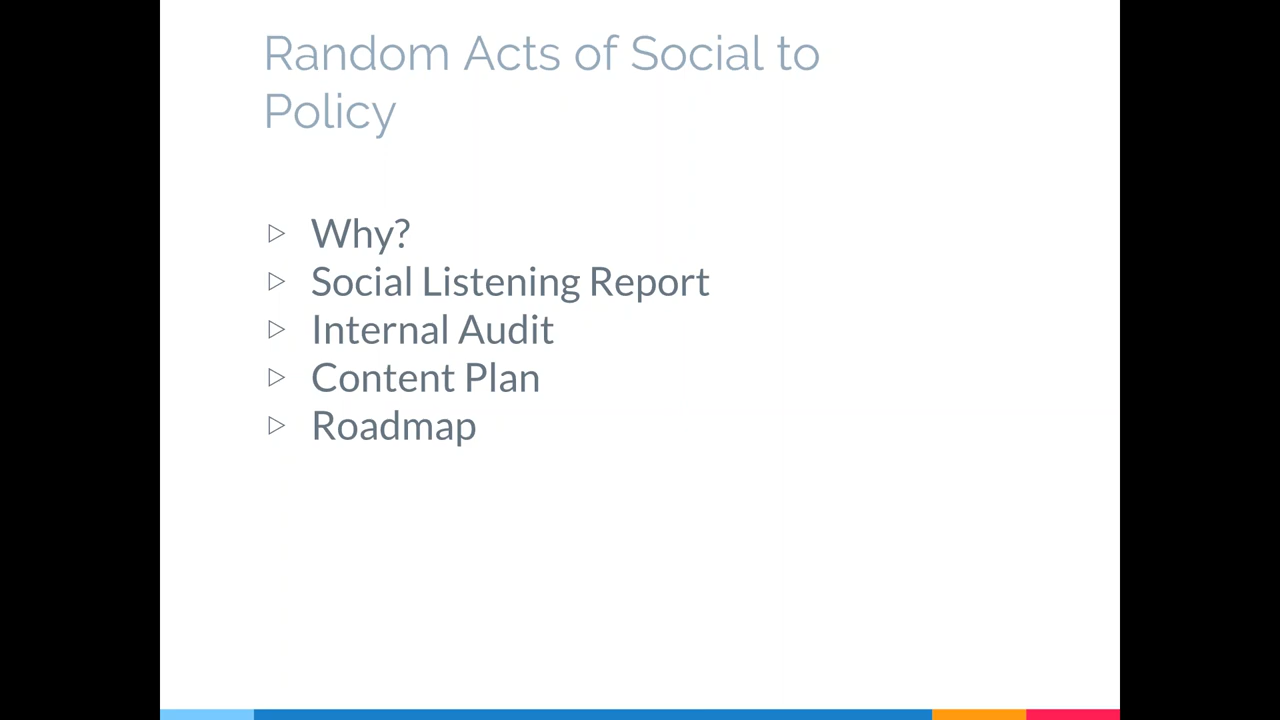 Random Acts of Social to
Policy
Why?
Social Listening Report
Internal Audit
Content Plan
Roadmap